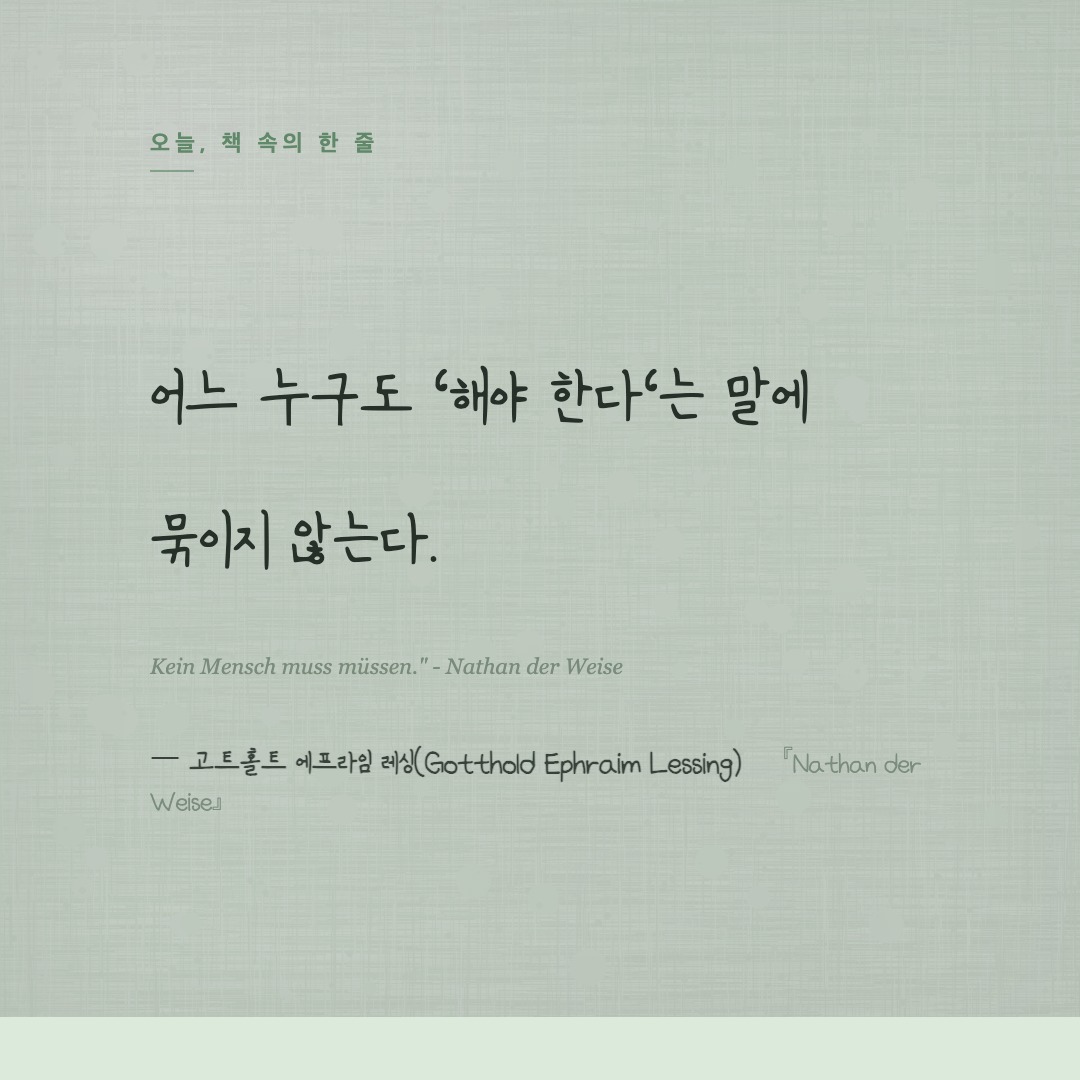 오늘, 책 속의 한 줄
어느 누구도 ‘해야 한다‘는 말에
묶이지 않는다.
Kein Mensch muss müssen." - Nathan der Weise
— 고트홀트 에프라임 레싱(Gotthold Ephraim Lessing) 『Nathan der
Weise』